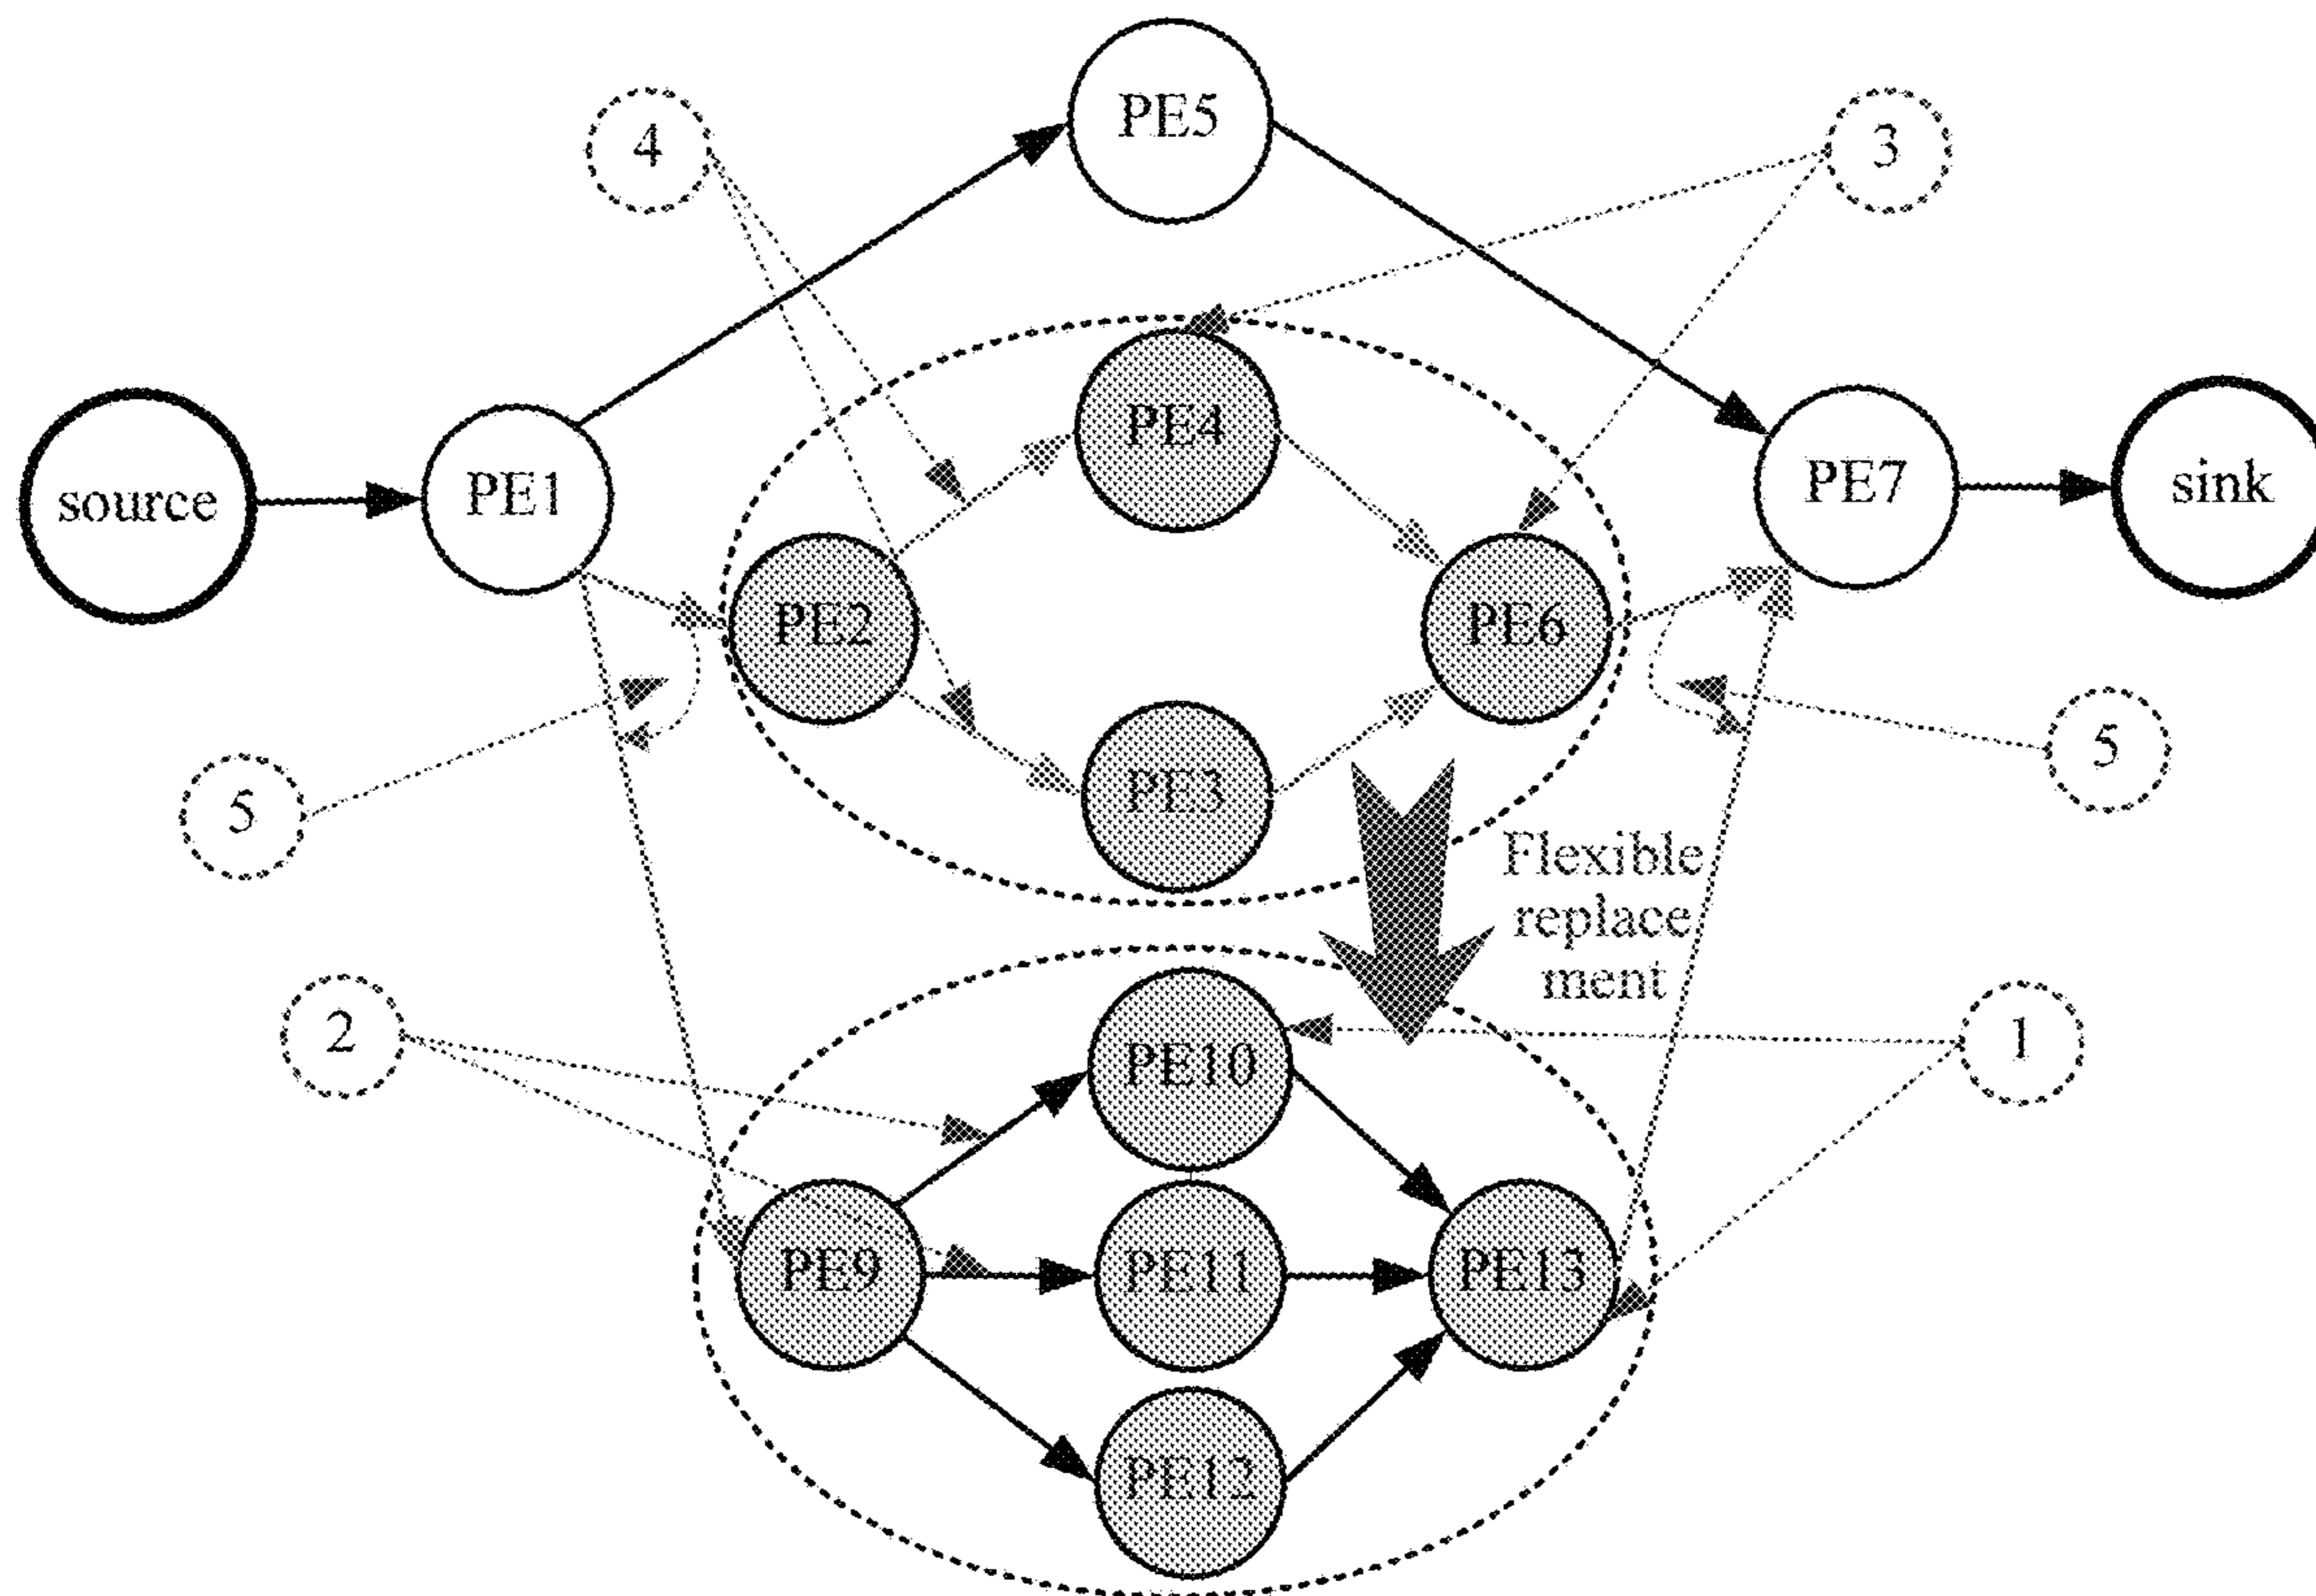 PE5
4
3
PE4
source
PE1
PE7
sink
PE2
PE6
5
5
PE3
Flexible
replace
ment
2
1
PE10
PE9
PE11
PE13
PE12